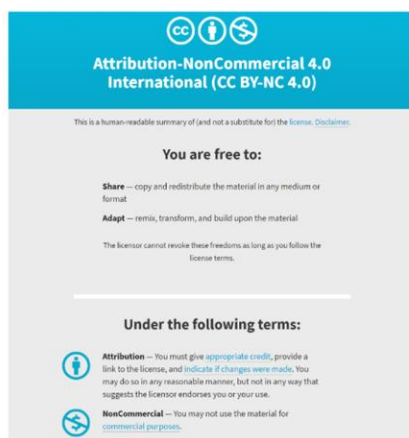 cc
Attribution-NonCommercial 4.0
International (CC BY-NC 4.0)
This is a human-readable summary of (and not a substitute for) the license. Disclaimer.
You are free to:
Share — copy and redistribute the material in any medium or
format
Adapt — remix, transform, and build upon the material
The licensor cannot revoke these freedoms as long as you follow the
license terms.
Under the following terms:
Attribution — You must give appropriate credit, provide a
link to the license, and indicate if changes were made. You
may do so in any reasonable manner, but not in any way that
suggests the licensor endorses you or your use.
NonCommercial — You may not use the material for
commercial purposes.